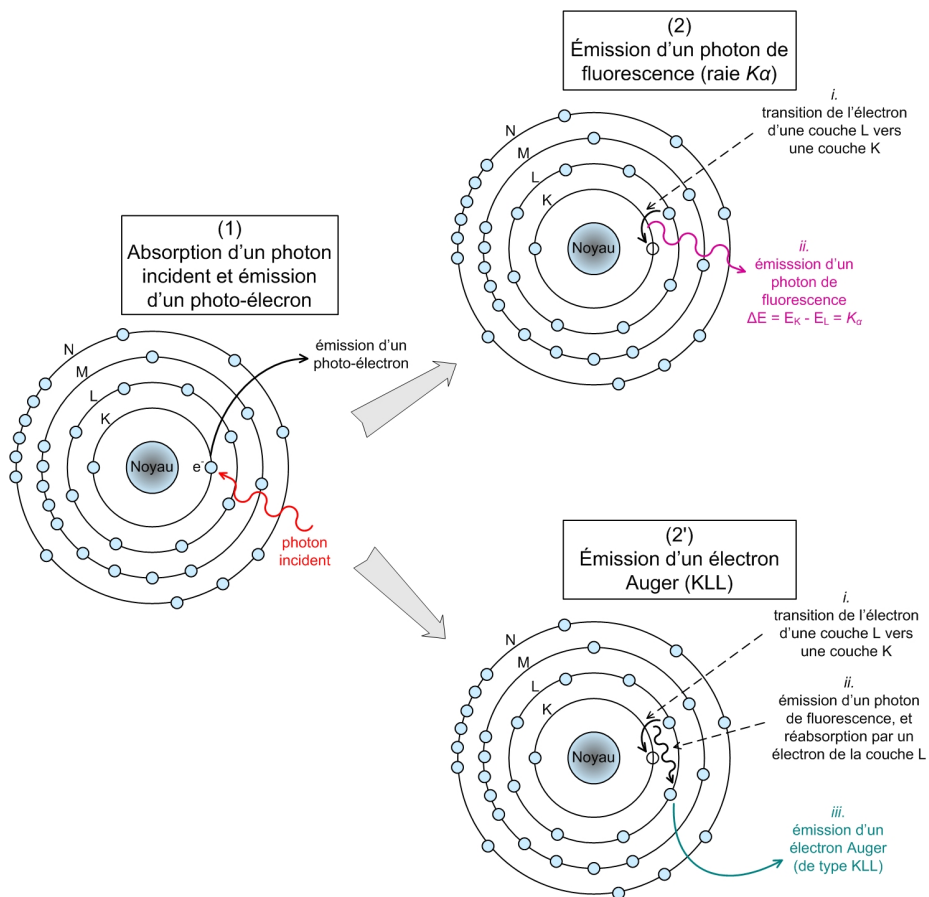 (1)
Absorption d'un photon
incident et émission
d'un photo-élecron
N
M
L
K
Noyau
e-
émission d'un
photo-électron
photon
incident
(2)
Émission d'un photon de
fluorescence (raie Kα)
N
M
L
K
Noyau
i.
transition de l'électron
d'une couche L vers
une couche K
ii.
émisssion d'un
photon de
fluorescence
ΔE = EK - EL = Kα
(2')
Émission d'un électron
Auger (KLL)
N
M
L
K
Noyau
i.
transition de l'électron
d'une couche L vers
une couche K
ii.
émission d'un photon
de fluorescence, et
réabsorption par un
électron de la couche L
iii.
émission d'un
électron Auger
(de type KLL)